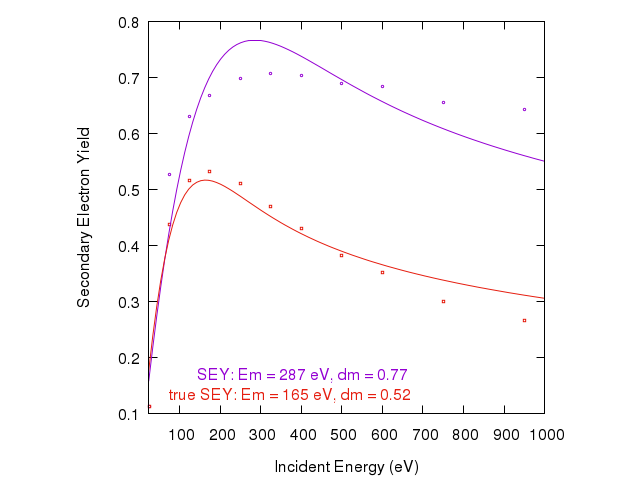 0.8
0.7
0.6
0.5
0.4
0.3
0.2
0.1
Secondary Electron Yield
SEY: Em = 287 eV, dm = 0.77
true SEY: Em = 165 eV, dm = 0.52
100 200 300 400 500 600 700 800 900 1000
Incident Energy (eV)